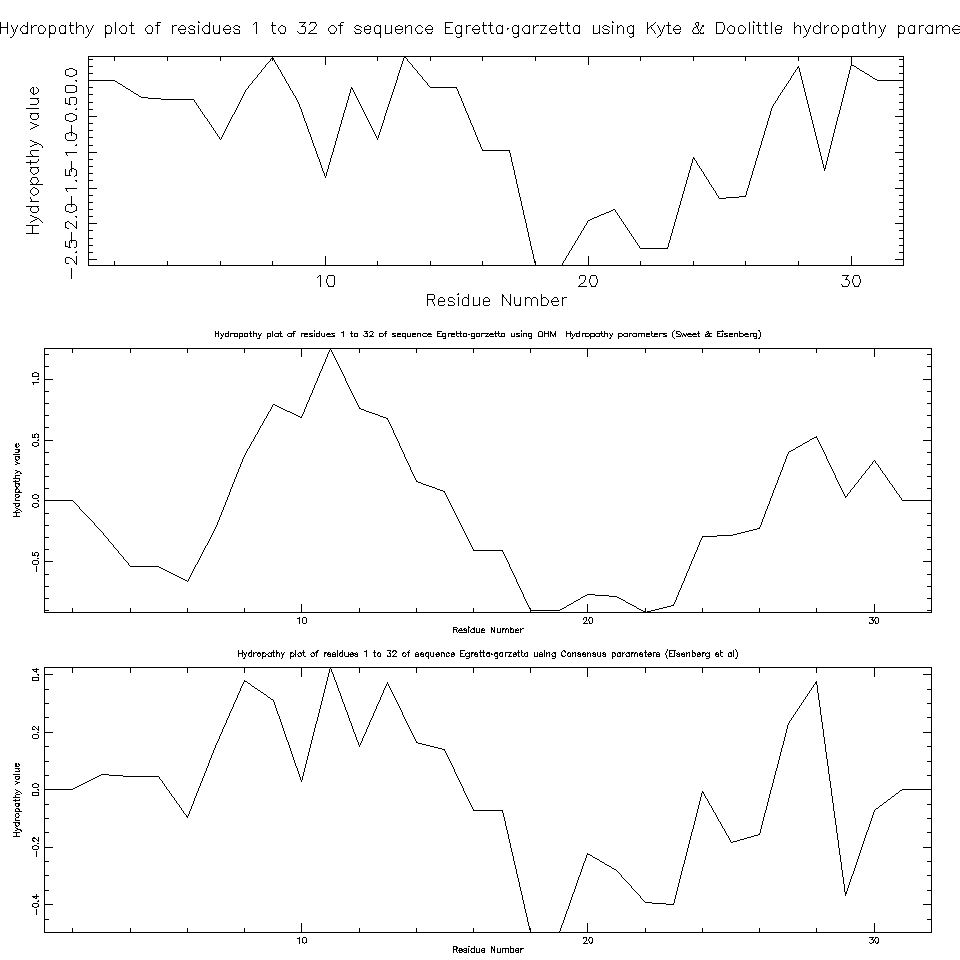 Hydropathy plot of residues 1 to 32 of sequence Egretta-garzetta using Kyte & Doolittle hydropathy parame
Hydropathy value
0.0
-0.5
-1.0
-1.5
-2.0
-2.5
10 20 30
Residue Number
Hydropathy plot of residues 1 to 32 of sequence Egretta-garzetta using OHM Hydropathy parameters (Sweet & Eisenberg)
Hydropathy value
1.0
0.5
0.0
-0.5
10 20 30
Residue Number
Hydropathy plot of residues 1 to 32 of sequence Egretta-garzetta using Consensus parameters (Eisenberg et al)
Hydropathy value
0.4
0.2
0.0
-0.2
-0.4
10 20 30
Residue Number